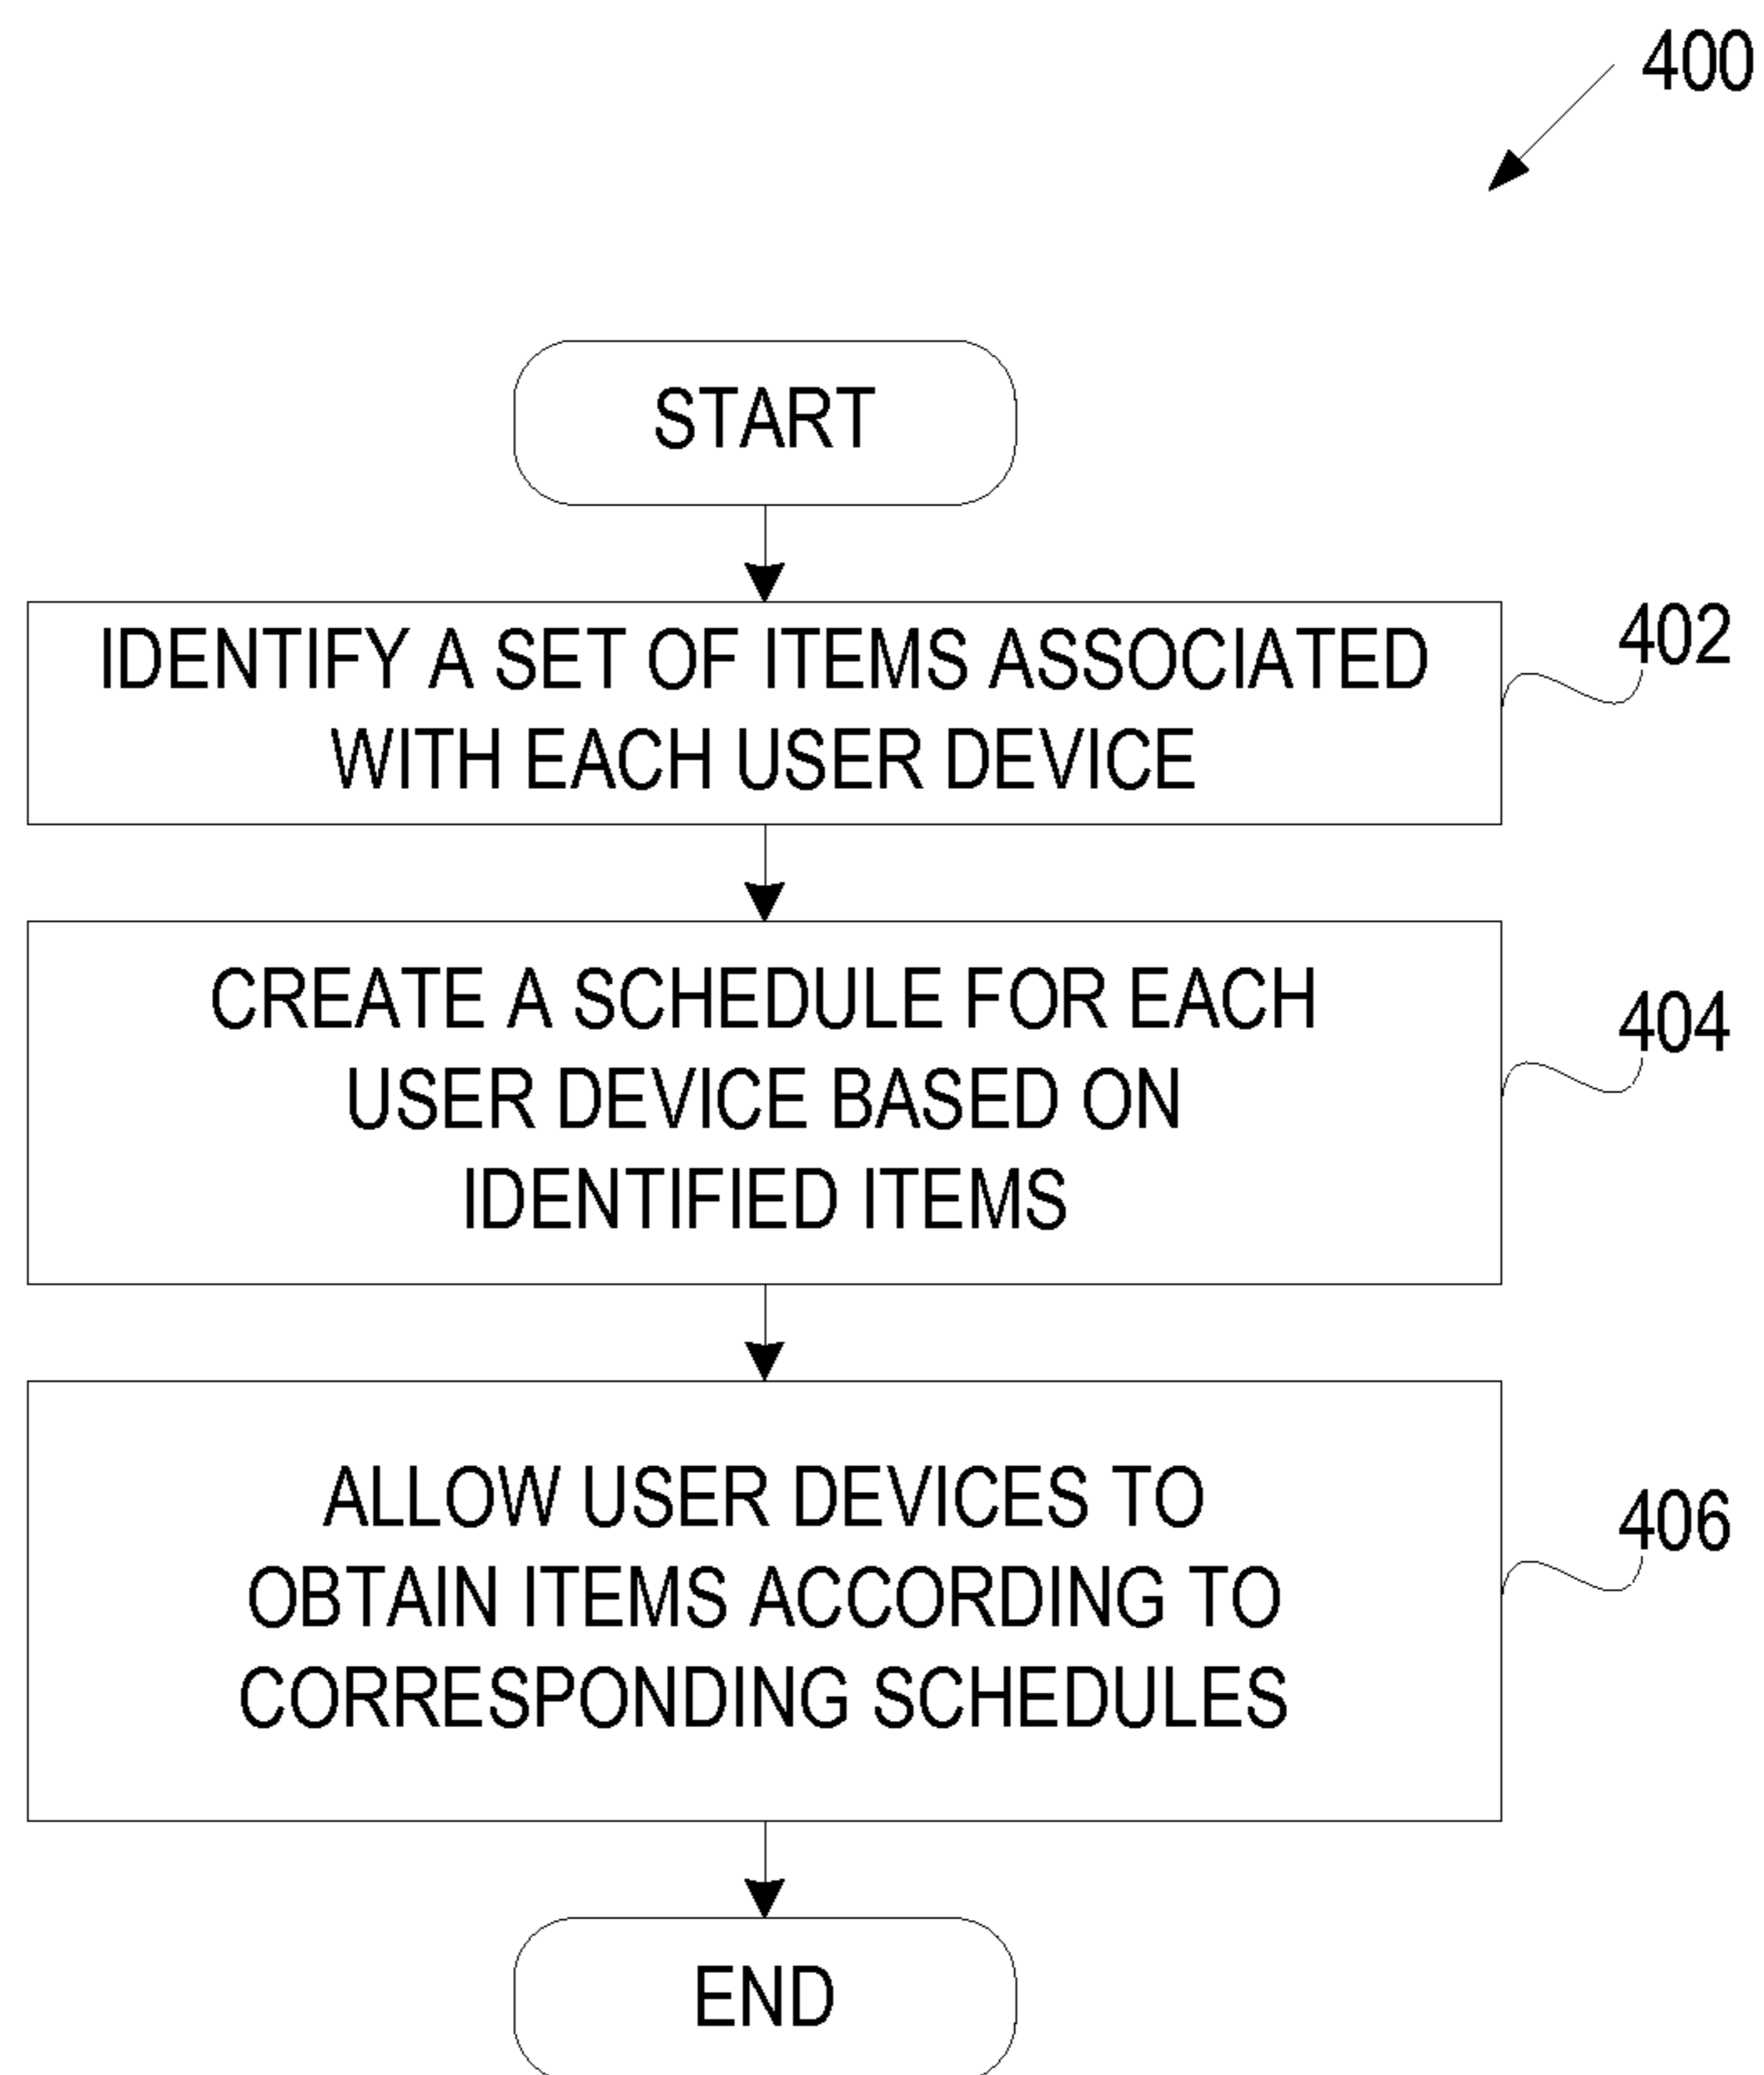 400
START
IDENTIFY A SET OF ITEMS ASSOCIATED
WITH EACH USER DEVICE
402
CREATE A SCHEDULE FOR EACH
USER DEVICE BASED ON
IDENTIFIED ITEMS
404
ALLOW USER DEVICES TO
OBTAIN ITEMS ACCORDING TO
CORRESPONDING SCHEDULES
406
END